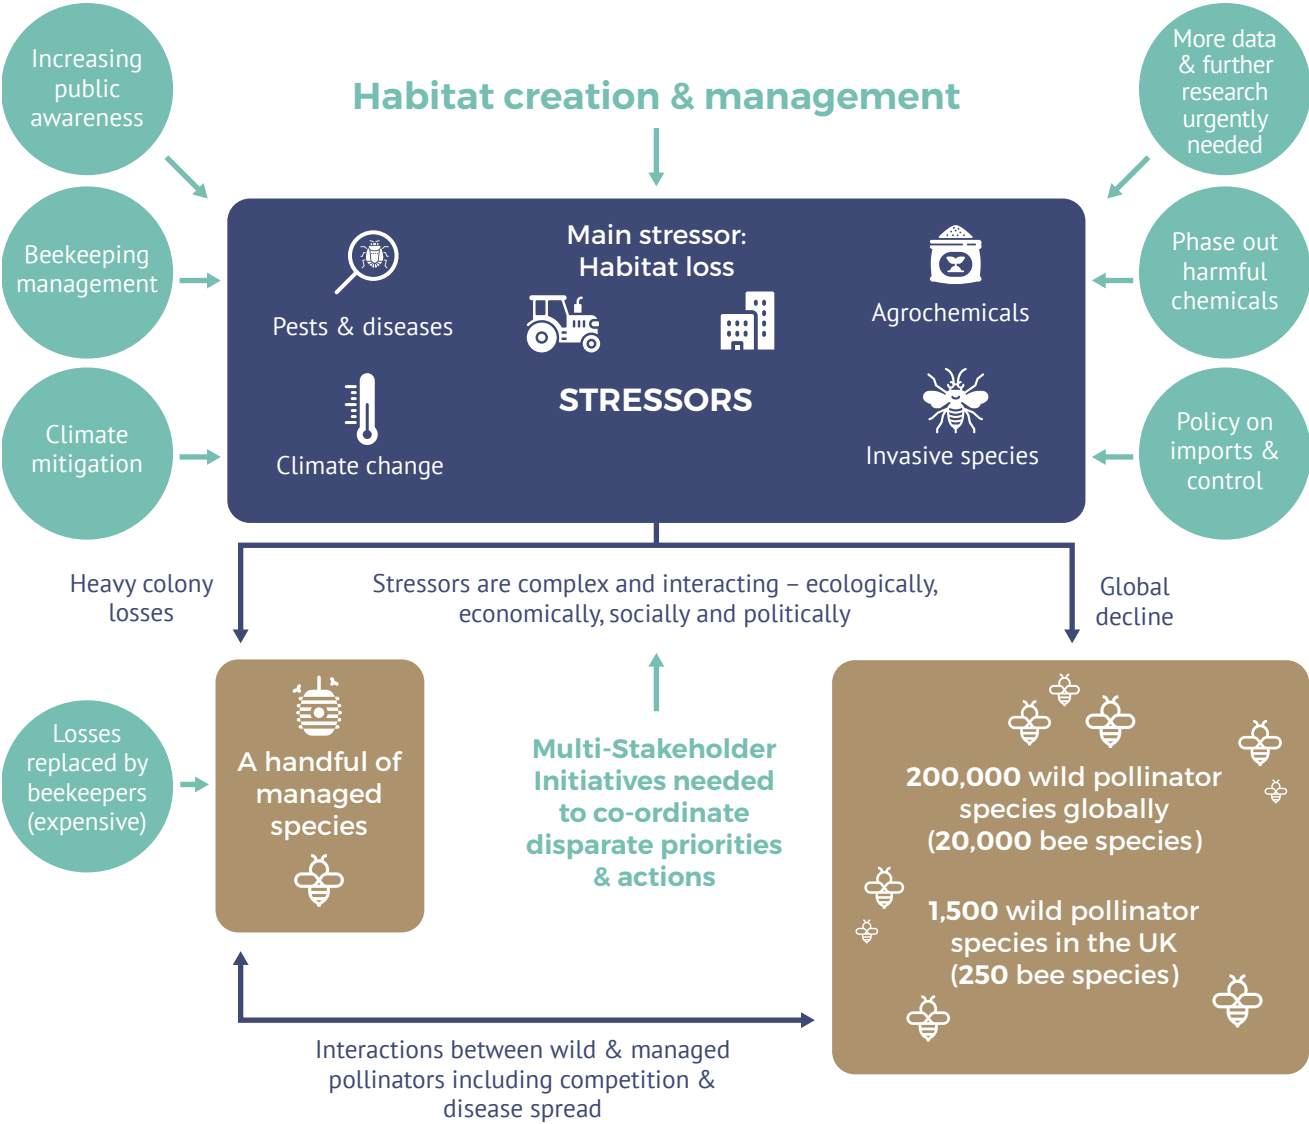 Increasing
public
awareness
Habitat creation & management
More data
& further
research
urgently
needed
Beekeeping
management
Main stressor:
Habitat loss
Phase out
harmful
chemicals
Pests & diseases
Agrochemicals
STRESSORS
Climate
mitigation
Climate change
Invasive species
Policy on
imports &
control
Heavy colony
losses
Stressors are complex and interacting – ecologically,
economically, socially and politically
Global
decline
Losses
replaced by
beekeepers
(expensive)
A handful of
managed
species
Multi-Stakeholder
Initiatives needed
to co-ordinate
disparate priorities
& actions
200,000 wild pollinator
species globally
(20,000 bee species)
1,500 wild pollinator
species in the UK
(250 bee species)
Interactions between wild & managed
pollinators including competition &
disease spread